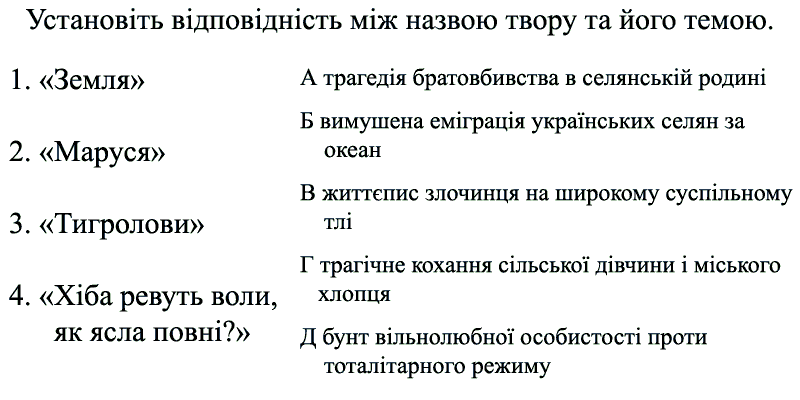 Установіть відповідність між назвою твору та його темою.
1. «Земля»
2. «Маруся»
3. «Тигролови»
4. «Хіба ревуть воли,
як ясла повні?»
А трагедія братовбивства в селянській родині
Б вимушена еміграція українських селян за
океан
В життєпис злочинця на широкому суспільному
тлі
Г трагічне кохання сільської дівчини і міського
хлопця
Д бунт вільнолюбної особистості проти
тоталітарного режиму